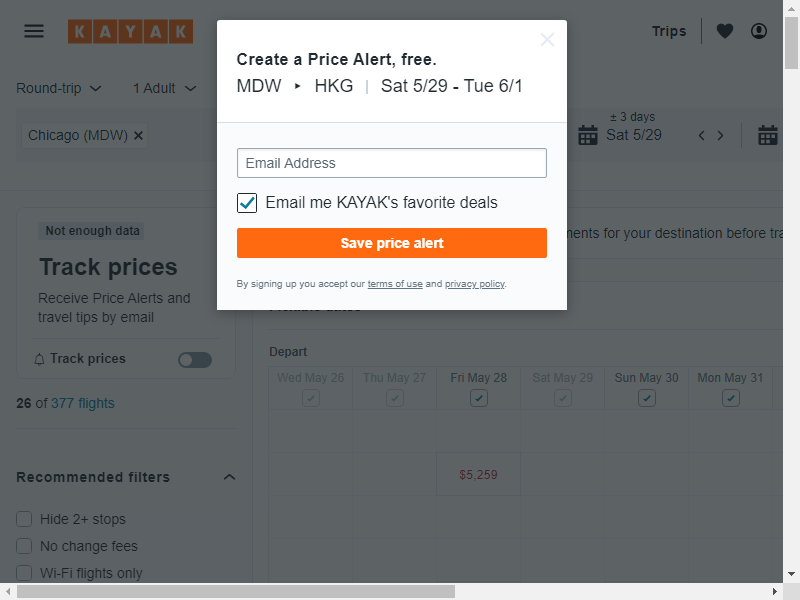 KAYAK
Trips
Create a Price Alert, free.
MDW ▸ HKG | Sat 5/29 - Tue 6/1
Round-trip
1 Adult
± 3 days
Chicago (MDW) ×
Sat 5/29
Email Address
Email me KAYAK's favorite deals
Save price alert
By signing up you accept our terms of use and privacy policy.
for your destination before
Not enough data
Track prices
Receive Price Alerts and
travel tips by email
Track prices
26 of 377 flights
Depart
Wed May 26 Thu May 27 Fri May 28 Sat May 29 Sun May 30 Mon May 31
$5,259
Recommended filters
Hide 2+ stops
No change fees
Wi-Fi flights only